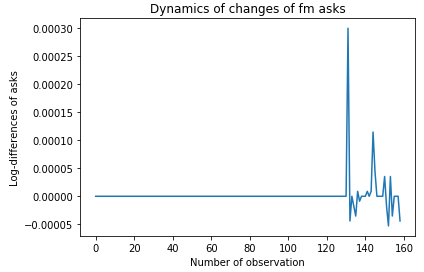 Dynamics of changes of fm asks
0.00030
0.00025
0.00020
0.00015
0.00010
0.00005
0.00000
−0.00005
Log-differences of asks
0 20 40 60 80 100 120 140 160
Number of observation